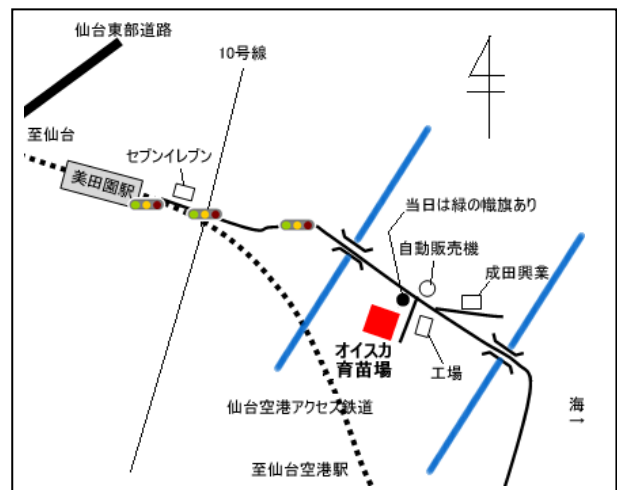 仙台東部道路
10号線
至仙台
セブンイレブン
美田園駅
当日は緑の幟旗あり
自動販売機
成田興業
オイスカ
育苗場
工場
仙台空港アクセス鉄道
海
→
至仙台空港駅